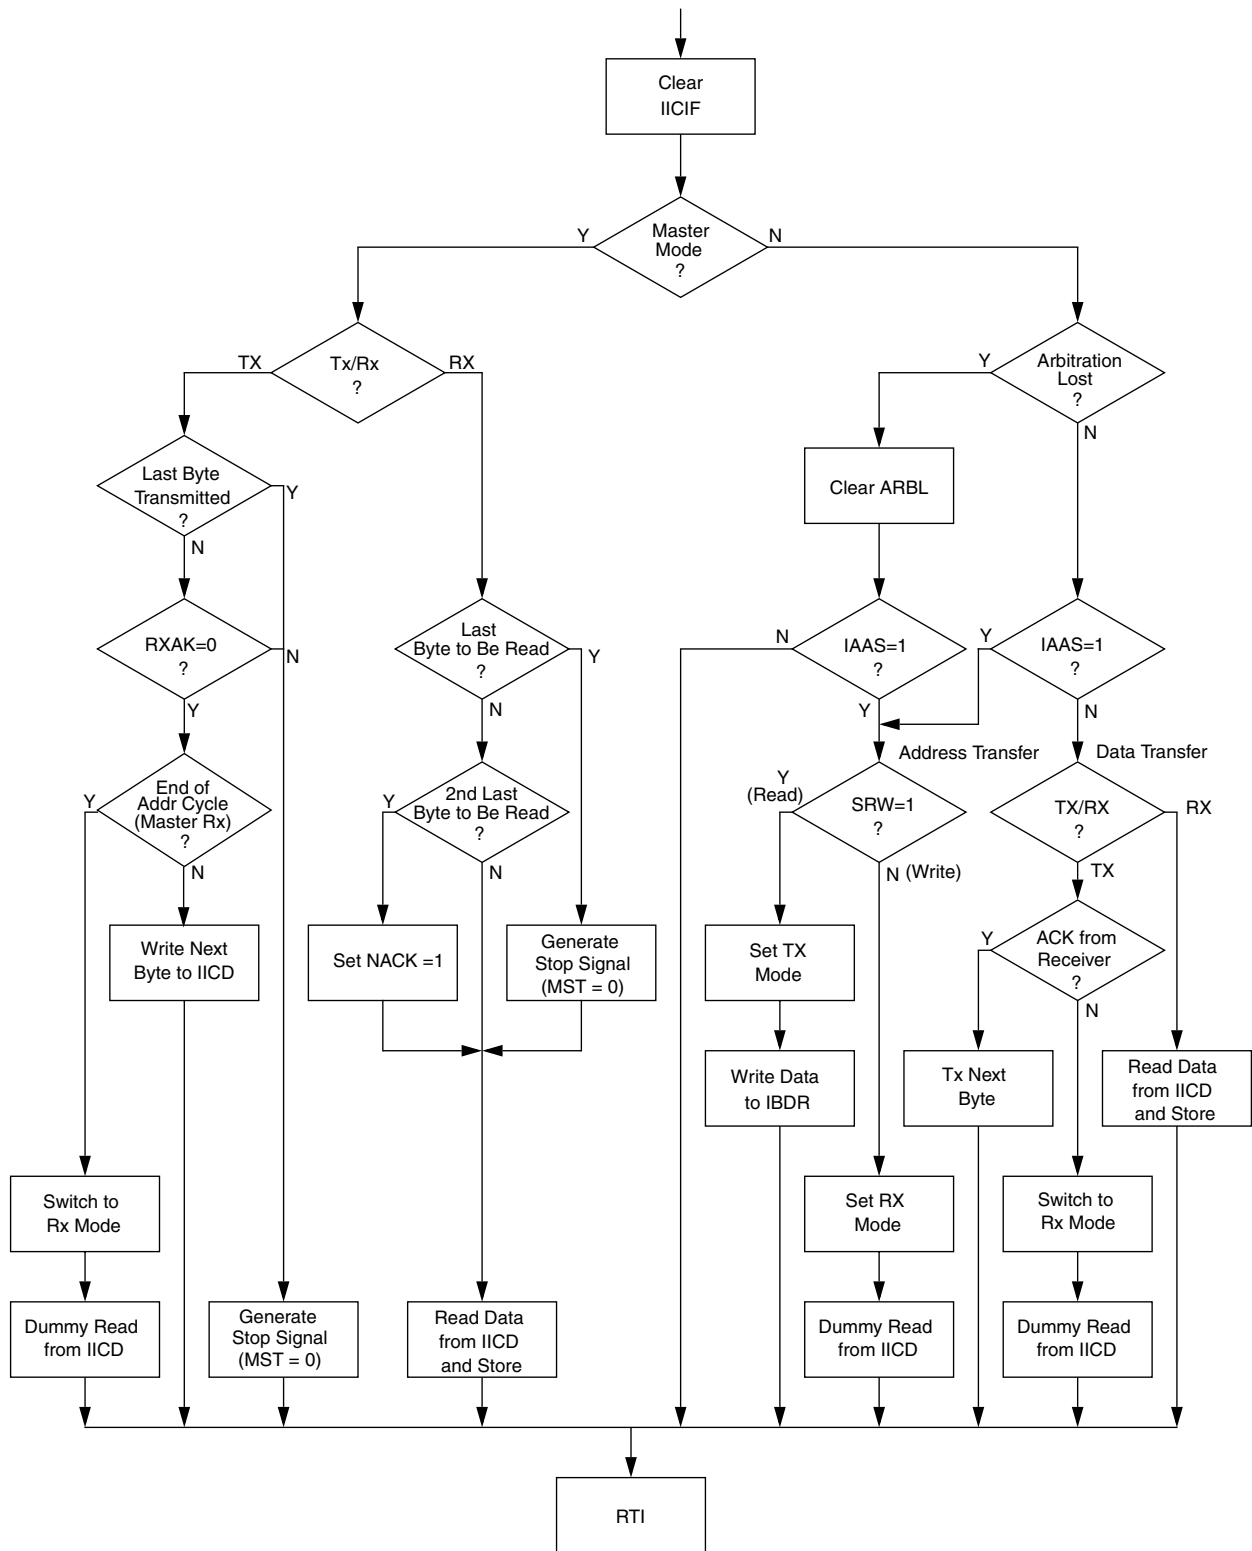 Clear
IICIF
Master
Mode
?
Y
N
Tx/Rx
?
TX
RX
Arbitration
Lost
?
Y
N
Last Byte
Transmitted
?
Y
N
Clear ARBL
RXAK=0
?
N
Y
Last
Byte to Be Read
?
Y
N
IAAS=1
?
N
Y
IAAS=1
?
Y
N
Address Transfer
Data Transfer
End of
Addr Cycle
(Master Rx)
?
Y
N
2nd Last
Byte to Be Read
?
Y
N
Y
(Read)
SRW=1
?
N (Write)
TX/RX
?
RX
TX
Write Next
Byte to IICD
Set NACK =1
Generate
Stop Signal
(MST = 0)
Set TX
Mode
ACK from
Receiver
?
Y
N
Write Data
to IBDR
Tx Next
Byte
Read Data
from IICD
and Store
Switch to
Rx Mode
Set RX
Mode
Switch to
Rx Mode
Dummy Read
from IICD
Generate
Stop Signal
(MST = 0)
Read Data
from IICD
and Store
Dummy Read
from IICD
Dummy Read
from IICD
RTI